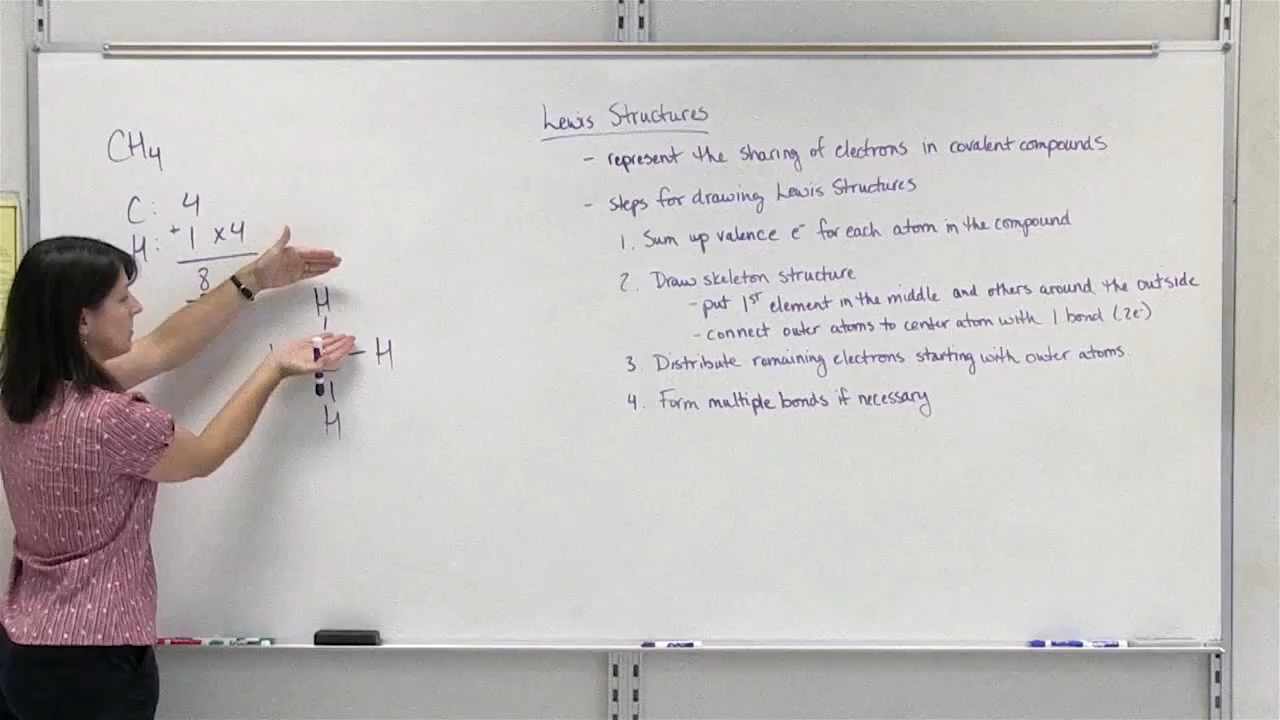 CH4
C: 4
H: +1 x4
8
H
- H
H
Lewis Structures
- represent the sharing of electrons in covalent compounds
- steps for drawing Lewis Structures
1. Sum up valence e⁻ for each atom in the compound
2. Draw skeleton structure
- put 1ST element in the middle and others around the outside
- connect outer atoms to center atom with 1 bond (2e⁻)
3. Distribute remaining electrons starting with outer atoms.
4. Form multiple bonds if necessary